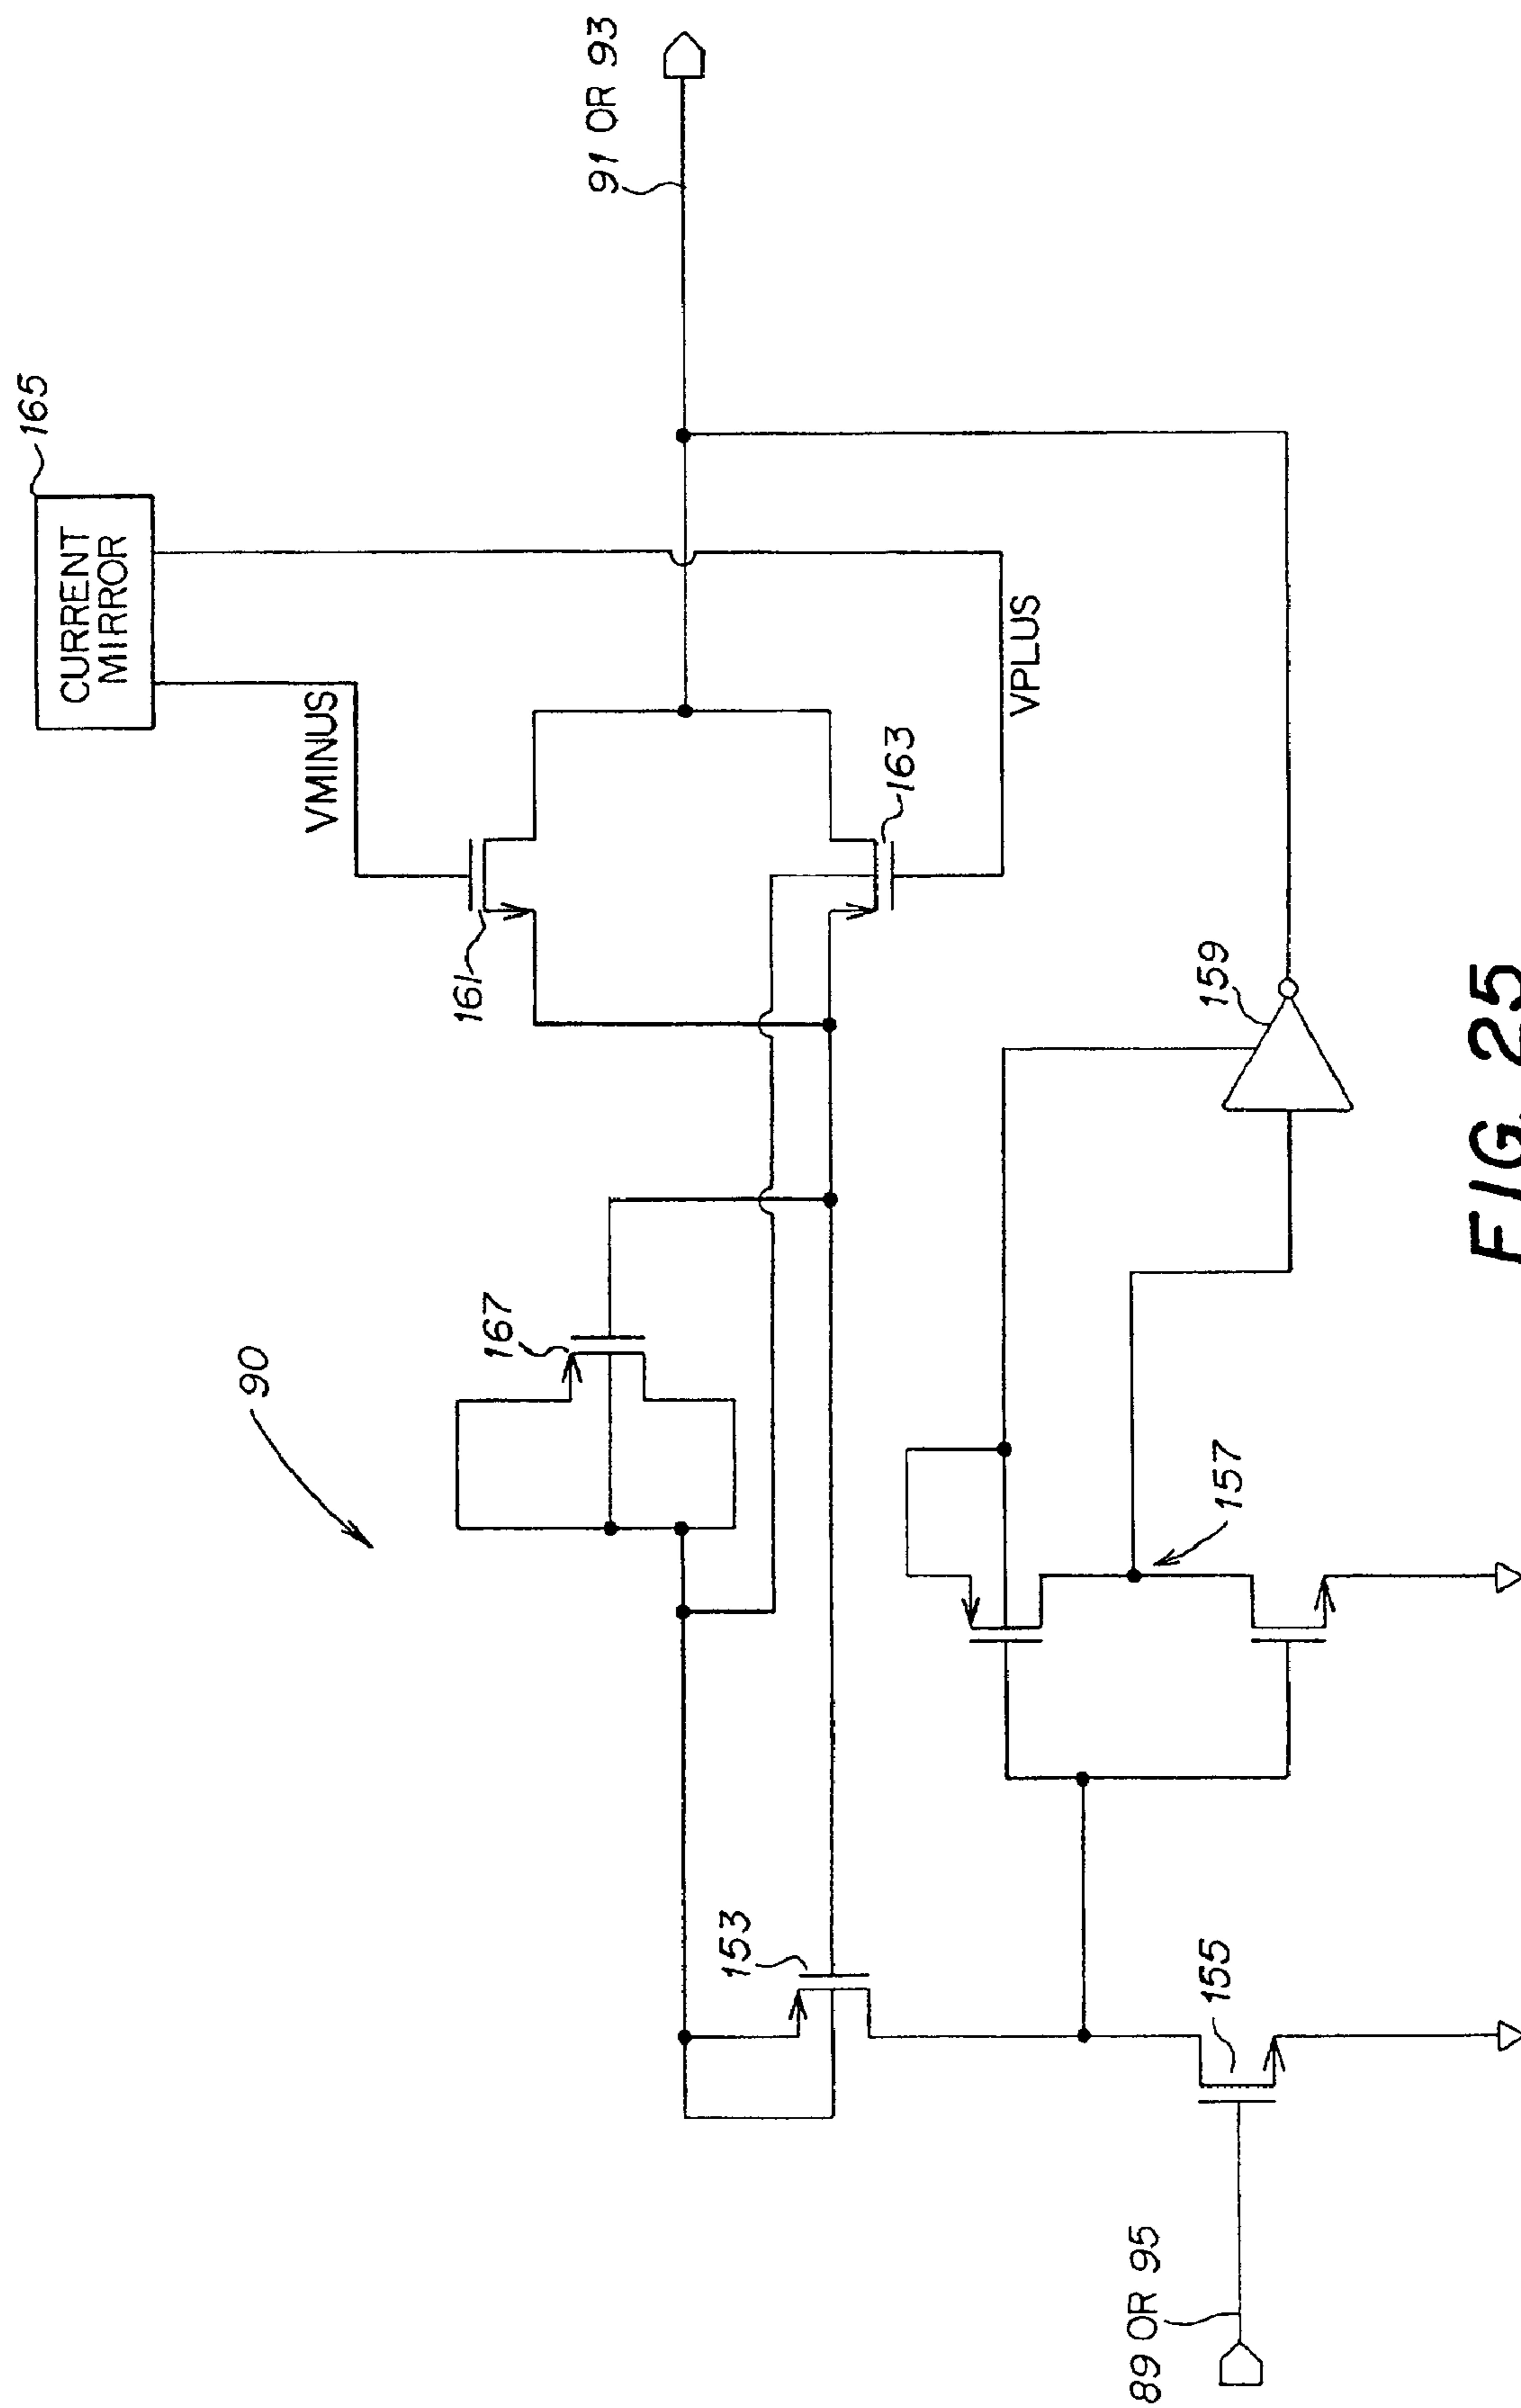 165
CURRENT
MIRROR
91 OR 93
VMINUS
161
163
VPLUS
90
167
159
157
153
155
89 OR 95
FIG. 25